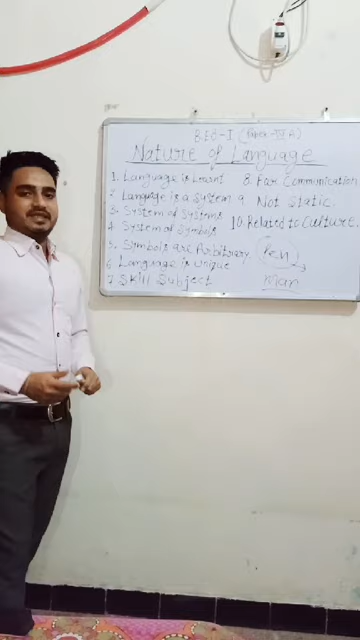 B.ED-I (Paper-III A)
Nature of Language
1. Language is Learnt
2. Language is a System
3. System of Systems
4. System of Symbols
5. Symbols are Arbitrary
6. Language is Unique
7. Skill Subject
8. For Communication
9 Not Static.
10. Related to Culture.
Pen
Man